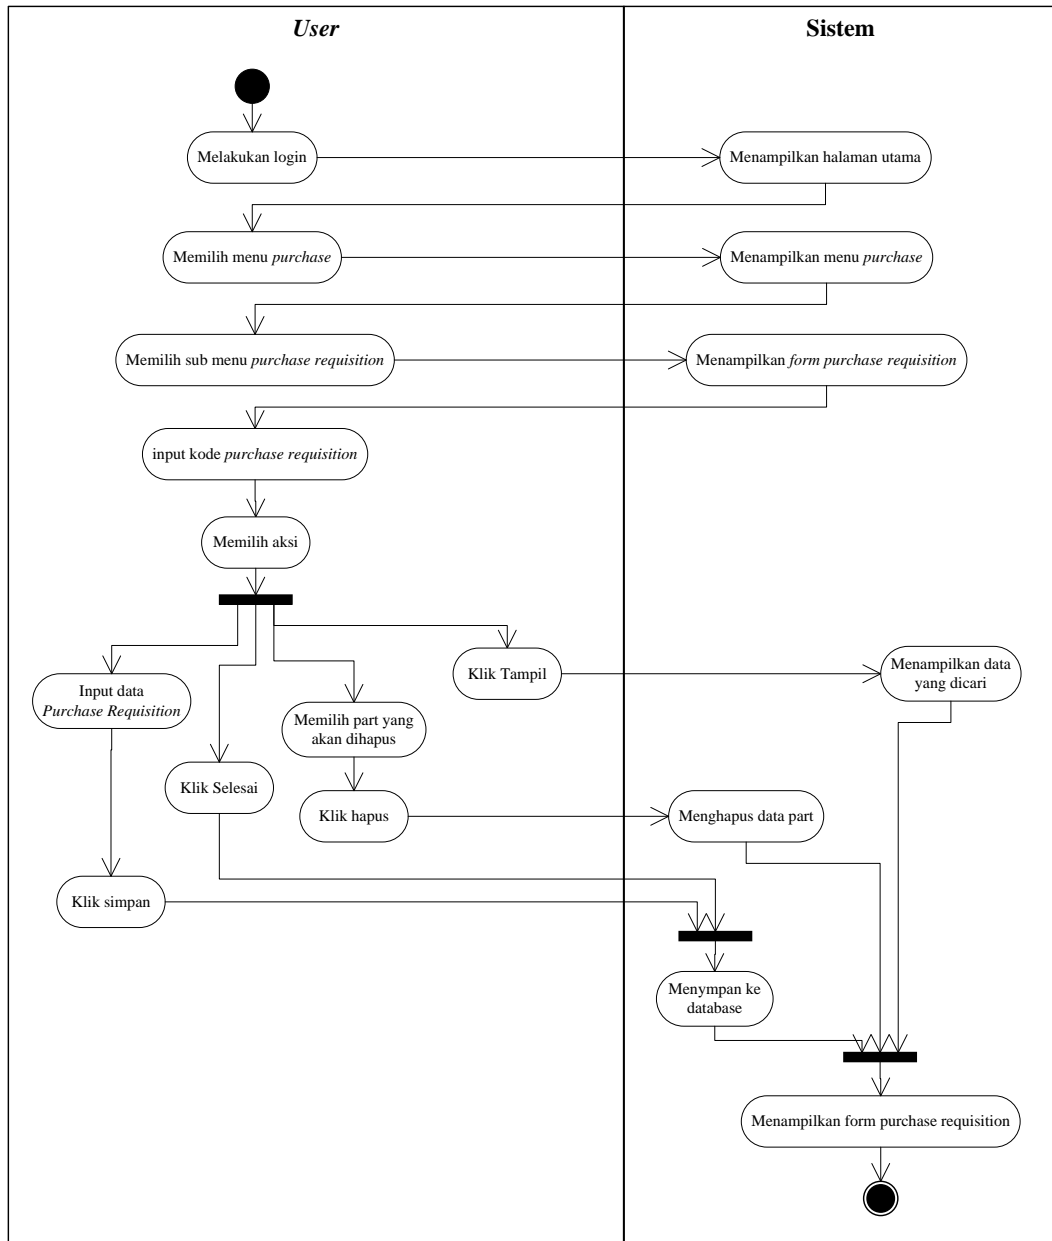 User
Sistem
Melakukan login
Menampilkan halaman utama
Memilih menu purchase
Menampilkan menu purchase
Memilih sub menu purchase requisition
Menampilkan form purchase requisition
input kode purchase requisition
Memilih aksi
Klik Tampil
Menampilkan data
yang dicari
Input data
Purchase Requisition
Memilih part yang
akan dihapus
Klik Selesai
Klik hapus
Menghapus data part
Klik simpan
Menympan ke
database
Menampilkan form purchase requisition